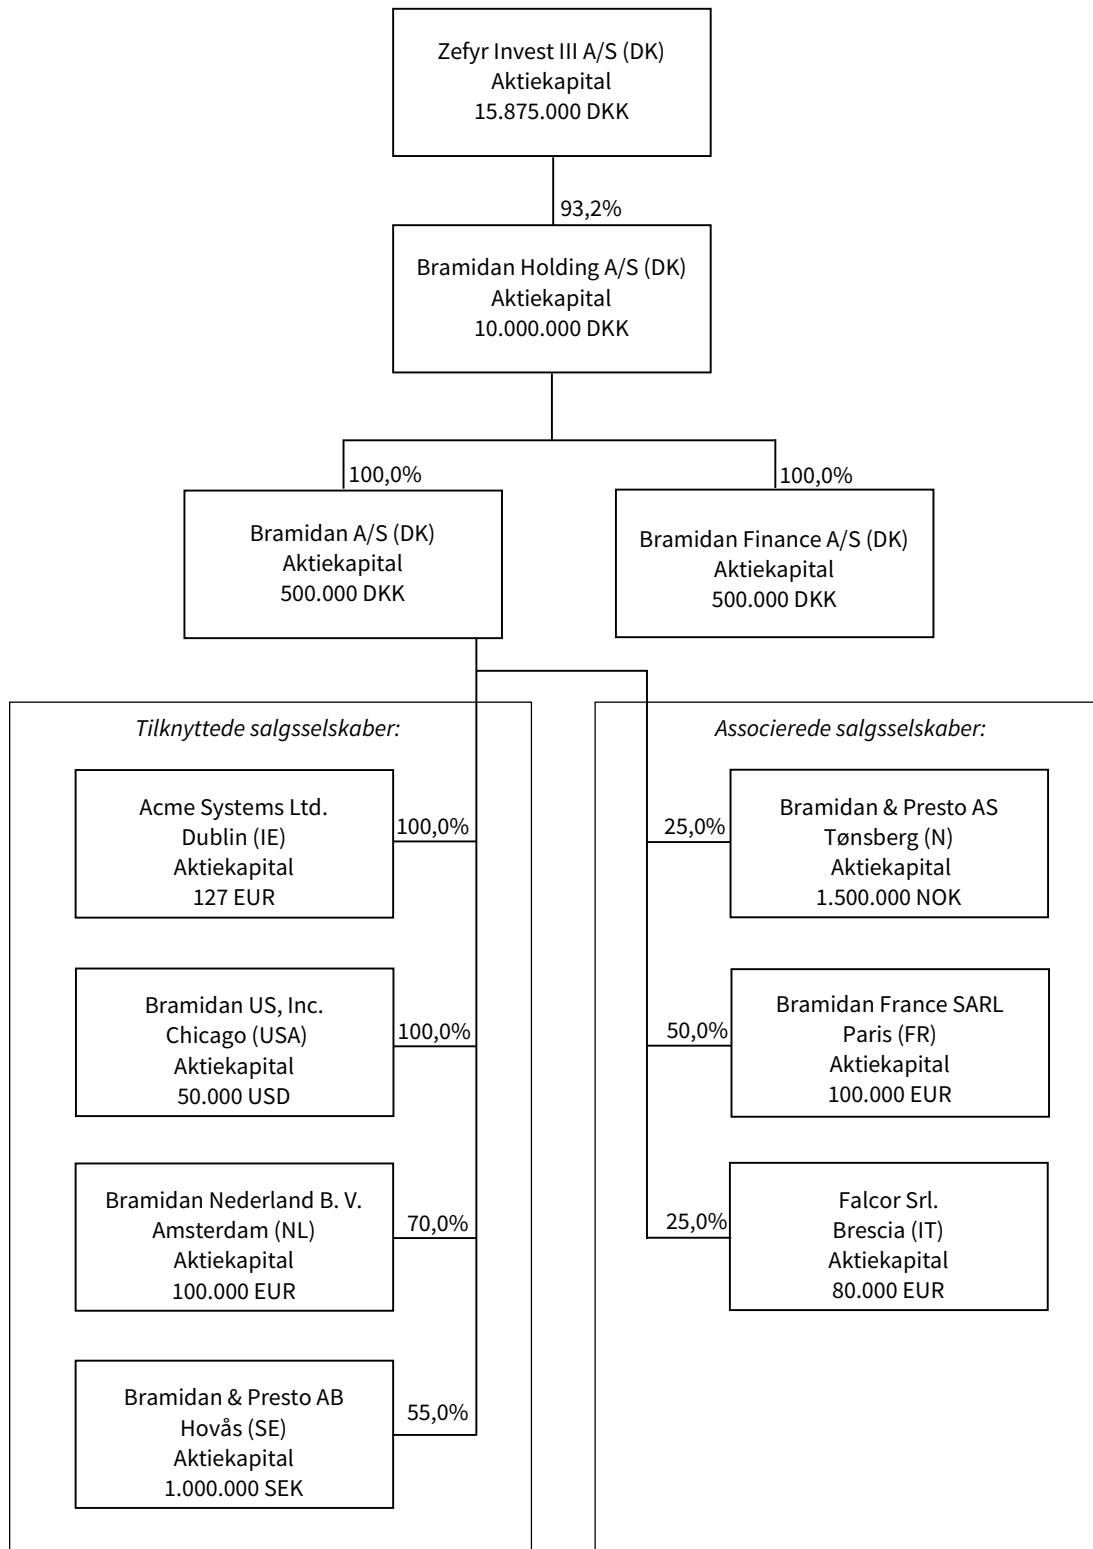 Zefyr Invest III A/S (DK)
Aktiekapital
15.875.000 DKK
93,2%
Bramidan Holding A/S (DK)
Aktiekapital
10.000.000 DKK
100,0%
100,0%
Bramidan A/S (DK)
Aktiekapital
500.000 DKK
Bramidan Finance A/S (DK)
Aktiekapital
500.000 DKK
Tilknyttede salgsselskaber:
Acme Systems Ltd.
Dublin (IE)
Aktiekapital
127 EUR
100,0%
Bramidan US, Inc.
Chicago (USA)
Aktiekapital
50.000 USD
100,0%
Bramidan Nederland B. V.
Amsterdam (NL)
Aktiekapital
100.000 EUR
70,0%
Bramidan & Presto AB
Hovås (SE)
Aktiekapital
1.000.000 SEK
55,0%
Associerede salgsselskaber:
25,0%
Bramidan & Presto AS
Tønsberg (N)
Aktiekapital
1.500.000 NOK
50,0%
Bramidan France SARL
Paris (FR)
Aktiekapital
100.000 EUR
25,0%
Falcor Srl.
Brescia (IT)
Aktiekapital
80.000 EUR